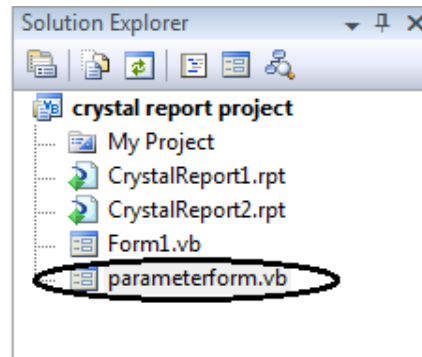 Solution Explorer
crystal report project
My Project
CrystalReport1.rpt
CrystalReport2.rpt
Form1.vb
parameterform.vb